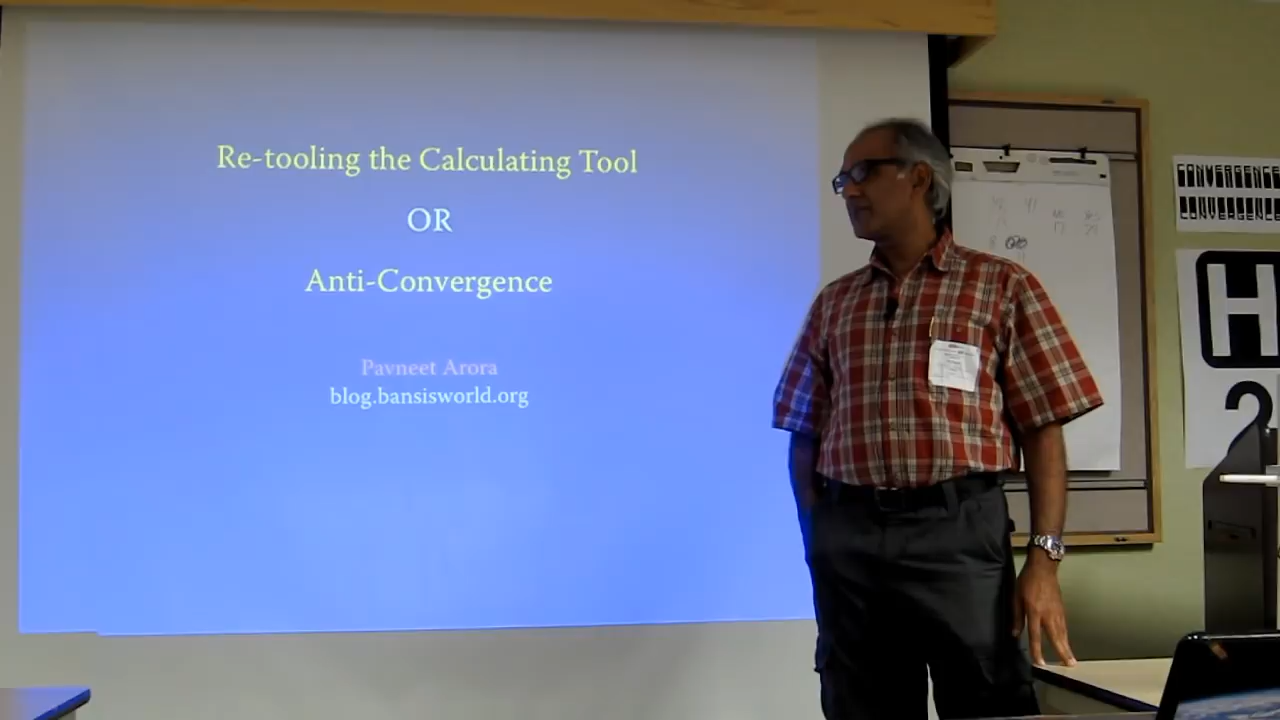 Re-tooling the Calculating Tool
OR
Anti-Convergence
Pavneet Arora
blog.bansisworld.org
CONVERGENCE
CONVERGENCE
H
2